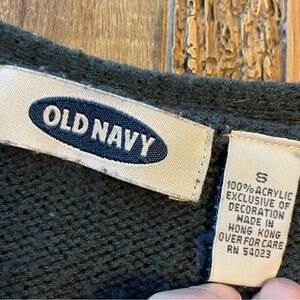 OLD NAVY
S
100% ACRYLIC
EXCLUSIVE OF
DECORATION
MADE IN
HONG KONG
OVER FOR CARE
RN 54023